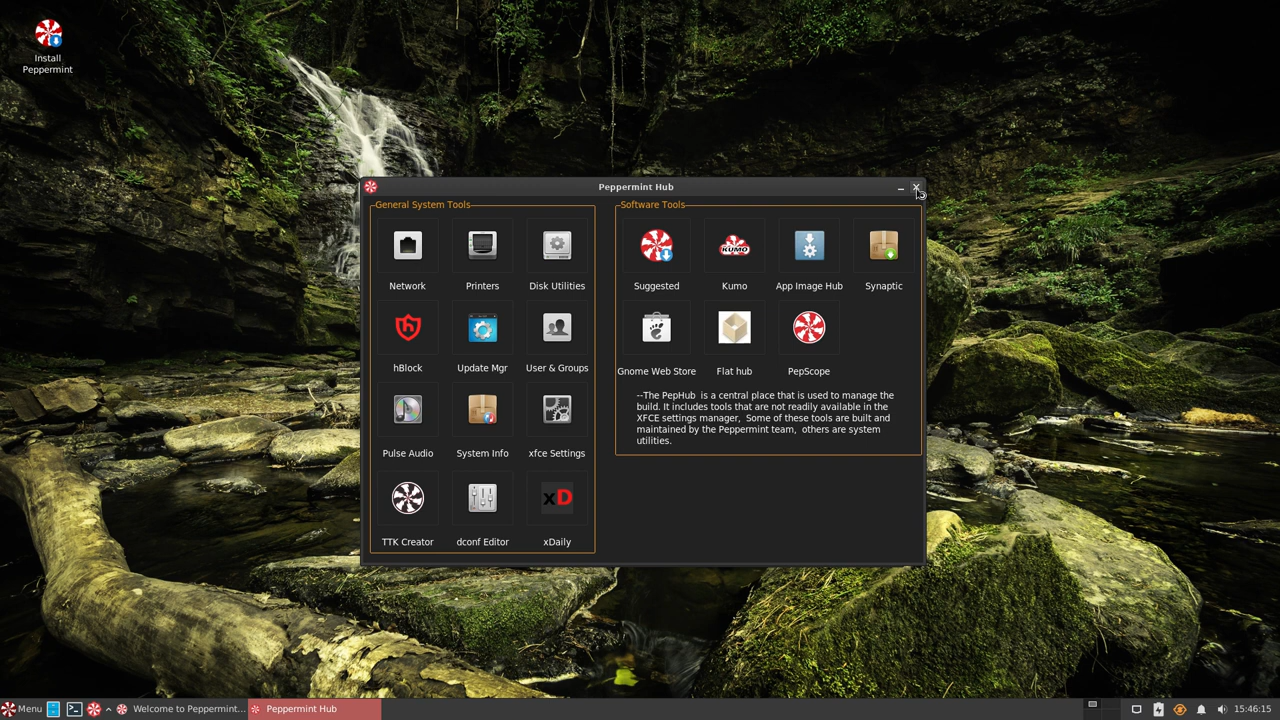 Install
Peppermint
Peppermint Hub
General System Tools
Network
Printers
Disk Utilities
hBlock
Update Mgr
User & Groups
Pulse Audio
System Info
xfce Settings
xD
TTK Creator
dconf Editor
xDaily
Software Tools
KUMO
Suggested
Kumo
App Image Hub
Synaptic
Gnome Web Store
Flat hub
PepScope
--The PepHub is a central place that is used to manage the
build. It includes tools that are not readily available in the
XFCE settings manager, Some of these tools are built and
maintained by the Peppermint team, others are system
utilities.
Menu
Welcome to Peppermint...
Peppermint Hub
15:46:15